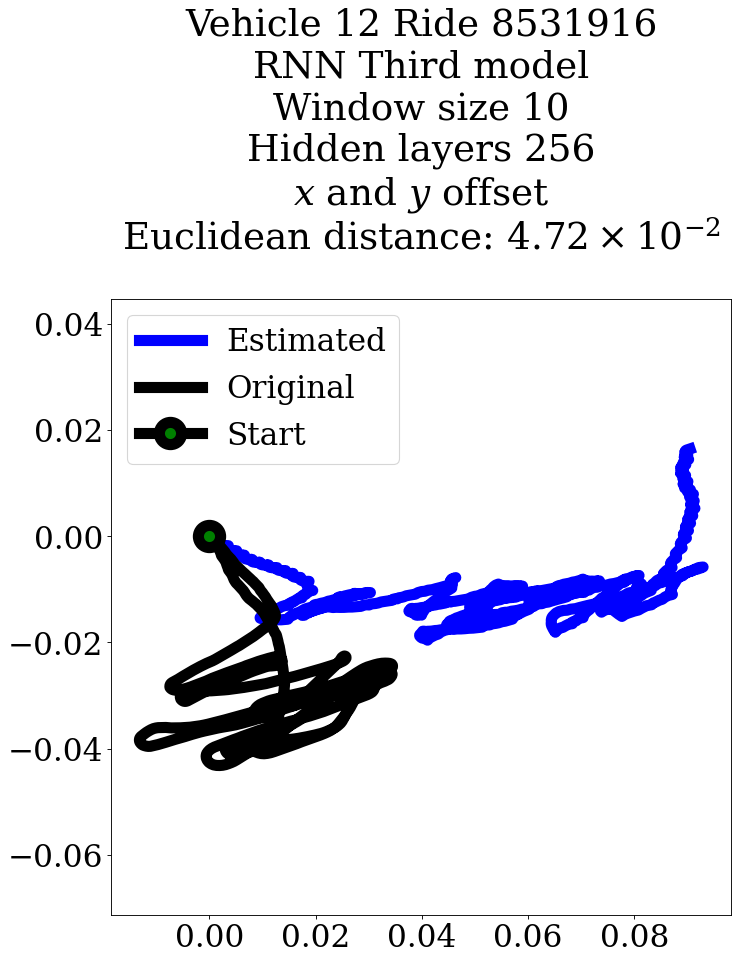 Vehicle 12 Ride 8531916
RNN Third model
Window size 10
Hidden layers 256
x and y offset
Euclidean distance: 4.72 × 10⁻²
Estimated
Original
Start
0.04
0.02
0.00
−0.02
−0.04
−0.06
0.00 0.02 0.04 0.06 0.08